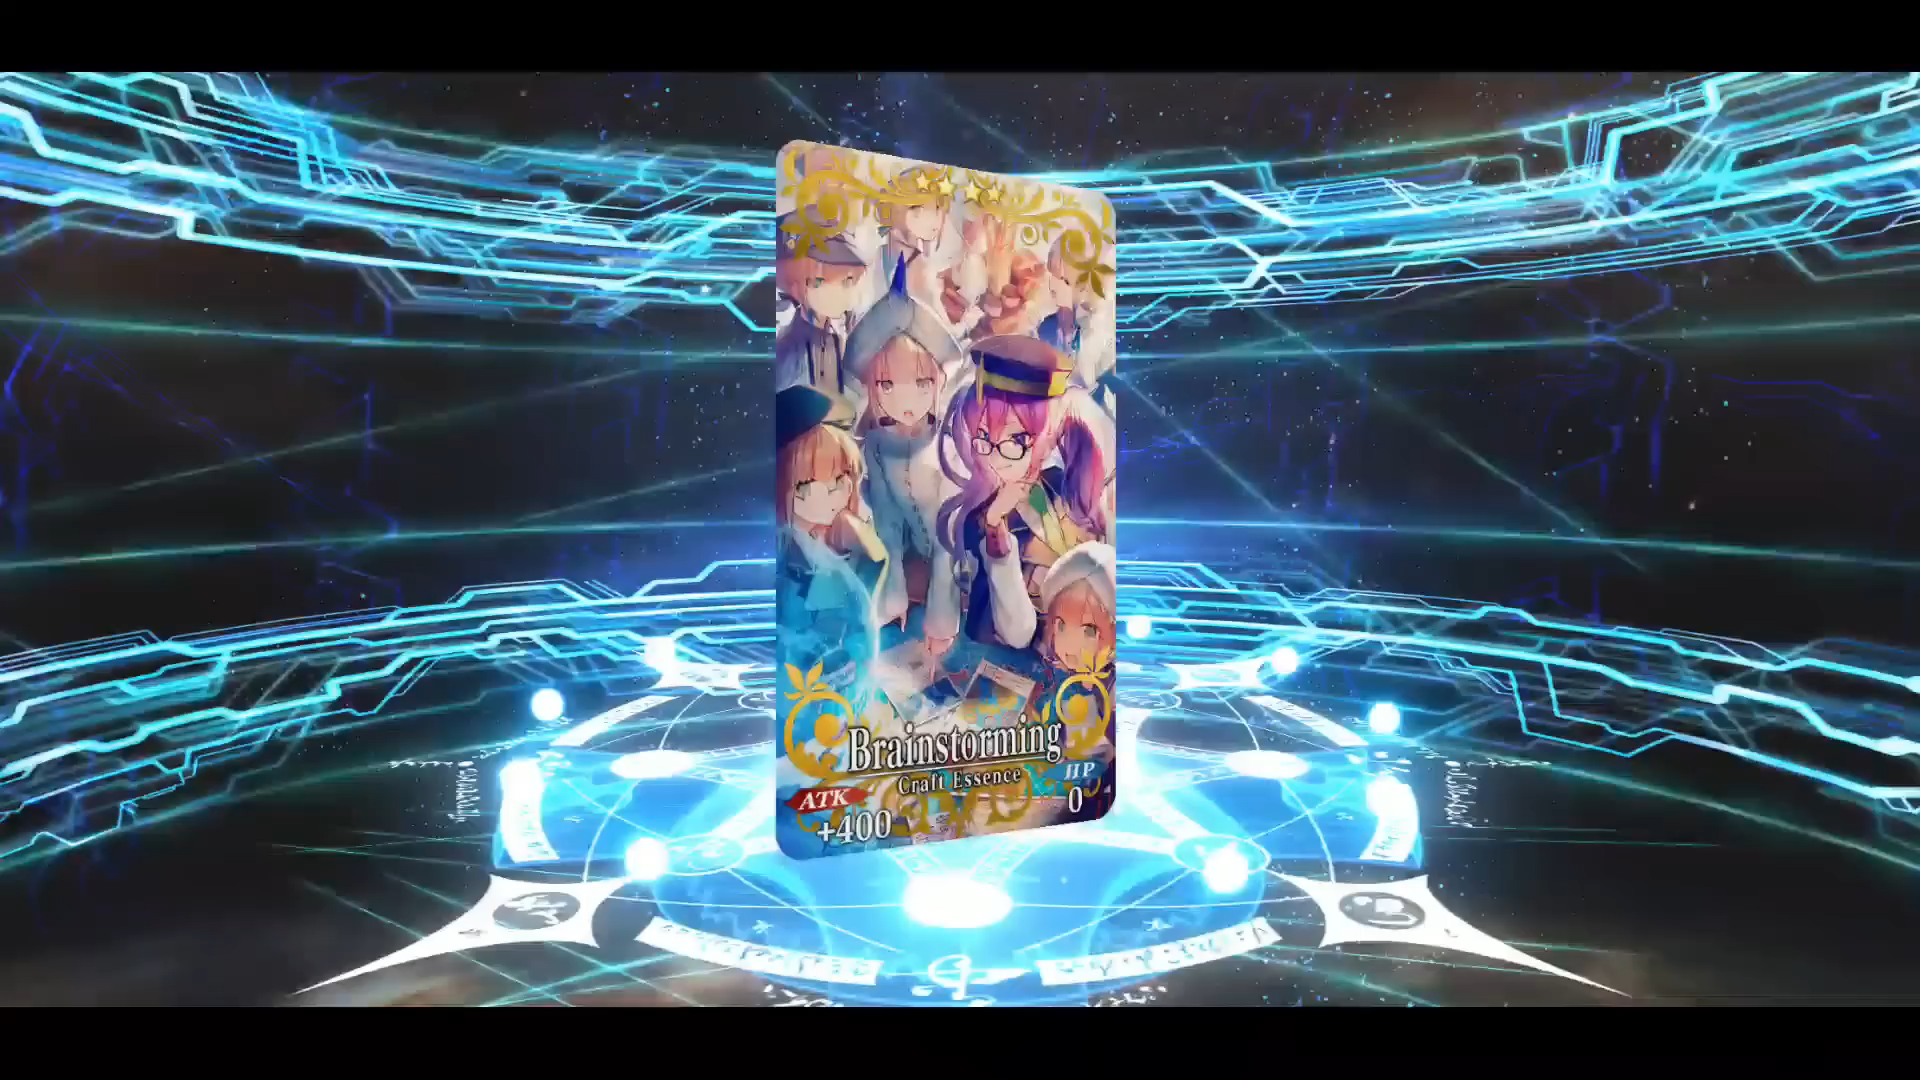 Brainstorming
Craft Essence
ATK
HP
+400
0